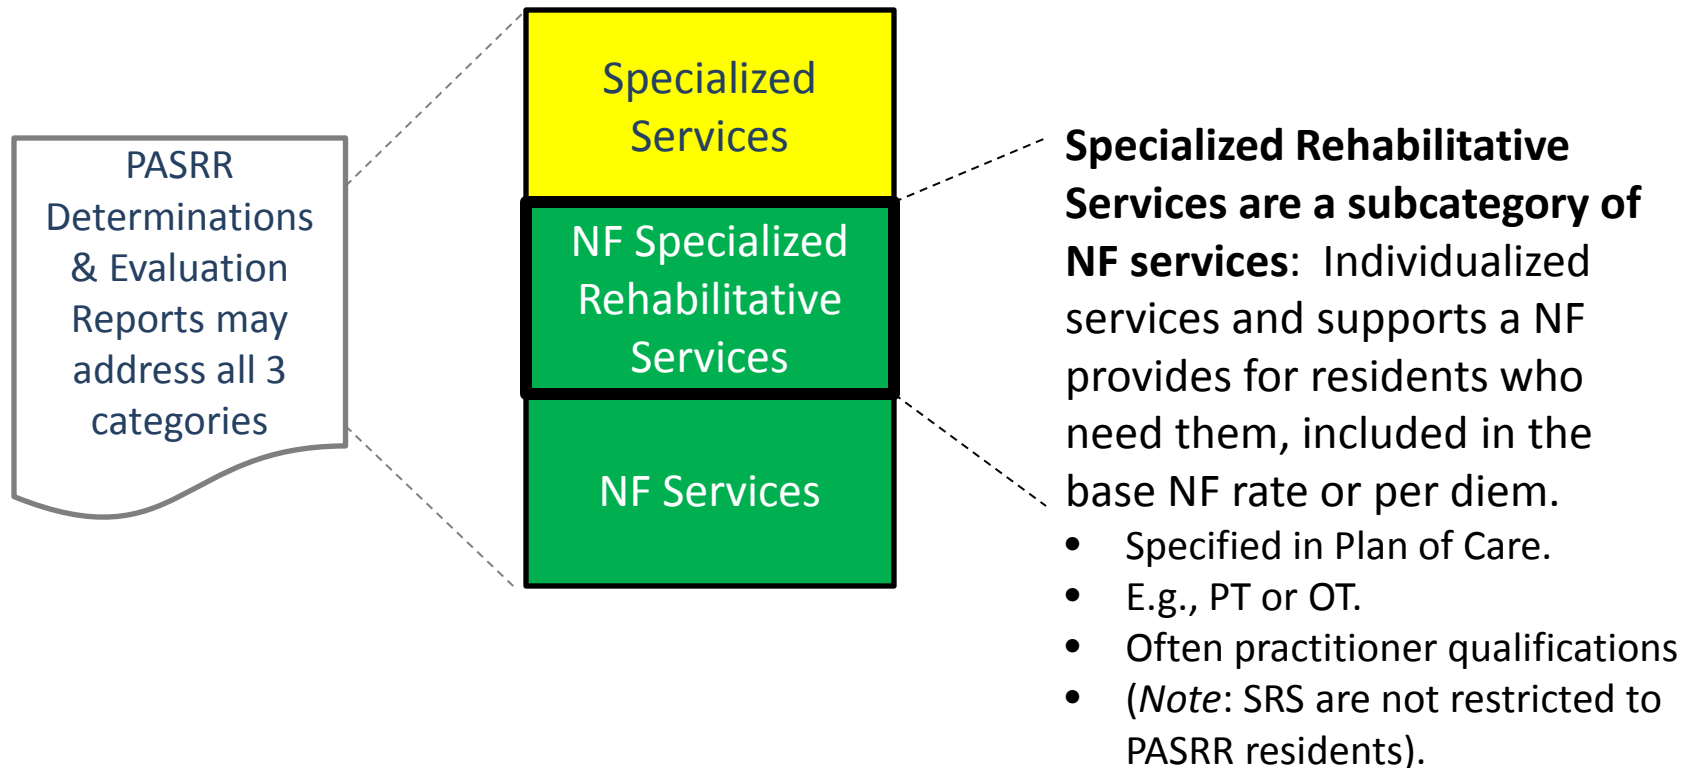 PASRR
Determinations
& Evaluation
Reports may
address all 3
categories
Specialized
Services
NF Specialized
Rehabilitative
Services
NF Services
Specialized Rehabilitative
Services are a subcategory of
NF services:  Individualized
services and supports a NF
provides for residents who
need them, included in the
base NF rate or per diem.
• Specified in Plan of Care.
• E.g., PT or OT.
• Often practitioner qualifications
• (Note: SRS are not restricted to
PASRR residents).